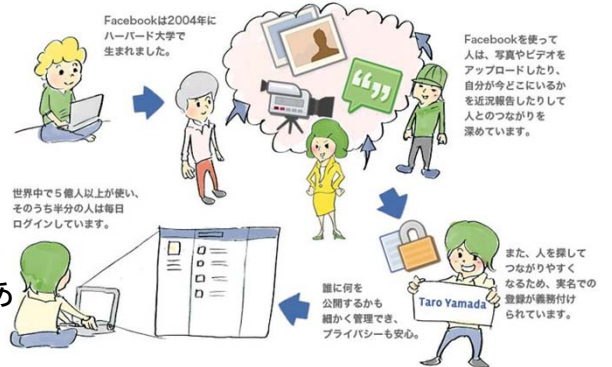 Facebookは2004年に
ハーバード大学で
生まれました。
Facebookを使って
人は、写真やビデオを
アップロードしたり、
自分が今どこにいるか
を近況報告したりして
人とのつながりを
深めています。
また、人を探して
つながりやすく
なるため、実名での
登録が義務付け
られています。
Taro Yamada
誰に何を
公開するかも
細かく管理でき、
プライバシーも安心。
世界中で5億人以上が使い、
そのうち半分の人は毎日
ログインしています。
あ